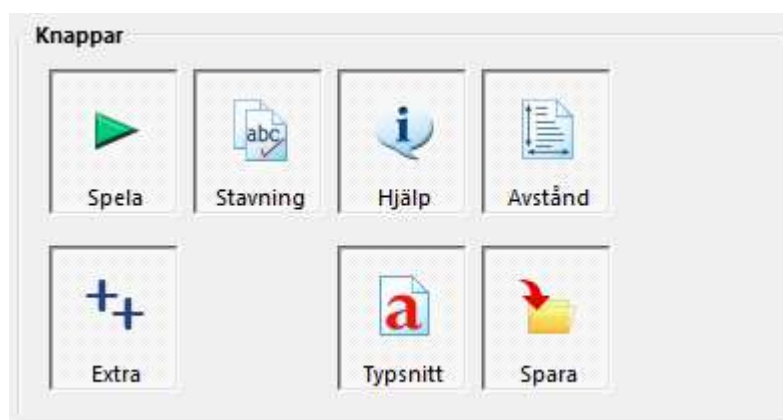 Knappar
abc
Spela Stavning Hjälp Avstånd
a
Extra Typsnitt Spara